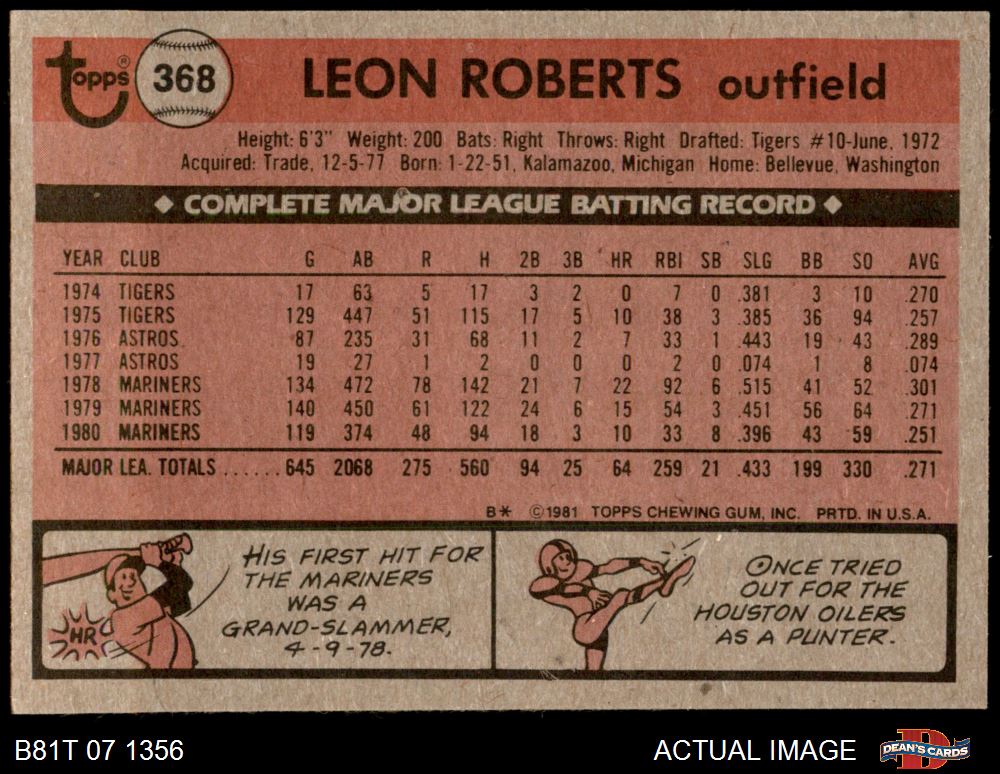 Topps®
368
LEON ROBERTS outfield
Height: 6'3" Weight: 200 Bats: Right Throws: Right Drafted: Tigers #10-June, 1972
Acquired: Trade, 12-5-77 Born: 1-22-51, Kalamazoo, Michigan Home: Bellevue, Washington
◆ COMPLETE MAJOR LEAGUE BATTING RECORD ◆
YEAR CLUB G AB R H 2B 3B HR RBI SB SLG BB SO AVG
1974 TIGERS 17 63 5 17 3 2 0 7 0 .381 3 10 .270
1975 TIGERS 129 447 51 115 17 5 10 38 3 .385 36 94 .257
1976 ASTROS 87 235 31 68 11 2 7 33 1 .443 19 43 .289
1977 ASTROS 19 27 1 2 0 0 0 2 0 .074 1 8 .074
1978 MARINERS 134 472 78 142 21 7 22 92 6 .515 41 52 .301
1979 MARINERS 140 450 61 122 24 6 15 54 3 .451 56 64 .271
1980 MARINERS 119 374 48 94 18 3 10 33 8 .396 43 59 .251
MAJOR LEA. TOTALS ...... 645 2068 275 560 94 25 64 259 21 .433 199 330 .271
B* ©1981 TOPPS CHEWING GUM, INC. PRTD. IN U.S.A.
HIS FIRST HIT FOR
THE MARINERS
WAS A
GRAND-SLAMMER,
4-9-78.
HR
ONCE TRIED
OUT FOR THE
HOUSTON OILERS
AS A PUNTER.
B81T 07 1356
ACTUAL IMAGE
DEAN'S CARDS